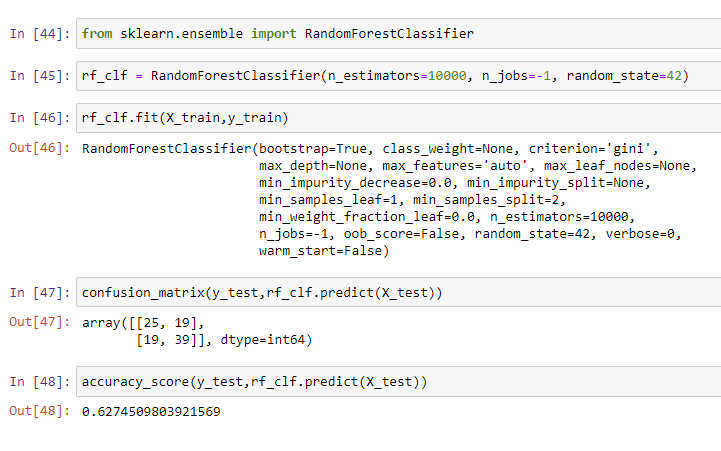 In [44]: from sklearn.ensemble import RandomForestClassifier
In [45]: rf_clf = RandomForestClassifier(n_estimators=10000, n_jobs=-1, random_state=42)
In [46]: rf_clf.fit(X_train,y_train)
Out[46]: RandomForestClassifier(bootstrap=True, class_weight=None, criterion='gini',
max_depth=None, max_features='auto', max_leaf_nodes=None,
min_impurity_decrease=0.0, min_impurity_split=None,
min_samples_leaf=1, min_samples_split=2,
min_weight_fraction_leaf=0.0, n_estimators=10000,
n_jobs=-1, oob_score=False, random_state=42, verbose=0,
warm_start=False)
In [47]: confusion_matrix(y_test,rf_clf.predict(X_test))
Out[47]: array([[25, 19],
[19, 39]], dtype=int64)
In [48]: accuracy_score(y_test,rf_clf.predict(X_test))
Out[48]: 0.6274509803921569